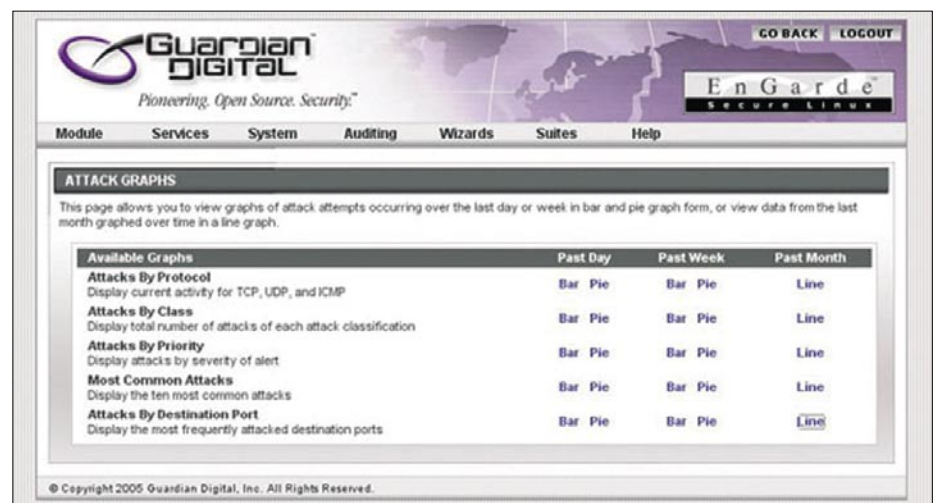 GO BACK LOGOUT
Guardian
Digital
Pioneering. Open Source. Security.™
EnGarde™
Secure Linux
Module Services System Auditing Wizards Suites Help
ATTACK GRAPHS
This page allows you to view graphs of attack attempts occurring over the last day or week in bar and pie graph form, or view data from the last
month graphed over time in a line graph.
Available Graphs Past Day Past Week Past Month
Attacks By Protocol
Display current activity for TCP, UDP, and ICMP
Bar Pie Bar Pie Line
Attacks By Class
Display total number of attacks of each attack classification
Bar Pie Bar Pie Line
Attacks By Priority
Display attacks by severity of alert
Bar Pie Bar Pie Line
Most Common Attacks
Display the ten most common attacks
Bar Pie Bar Pie Line
Attacks By Destination Port
Display the most frequently attacked destination ports
Bar Pie Bar Pie Line
© Copyright 2005 Guardian Digital, Inc. All Rights Reserved.